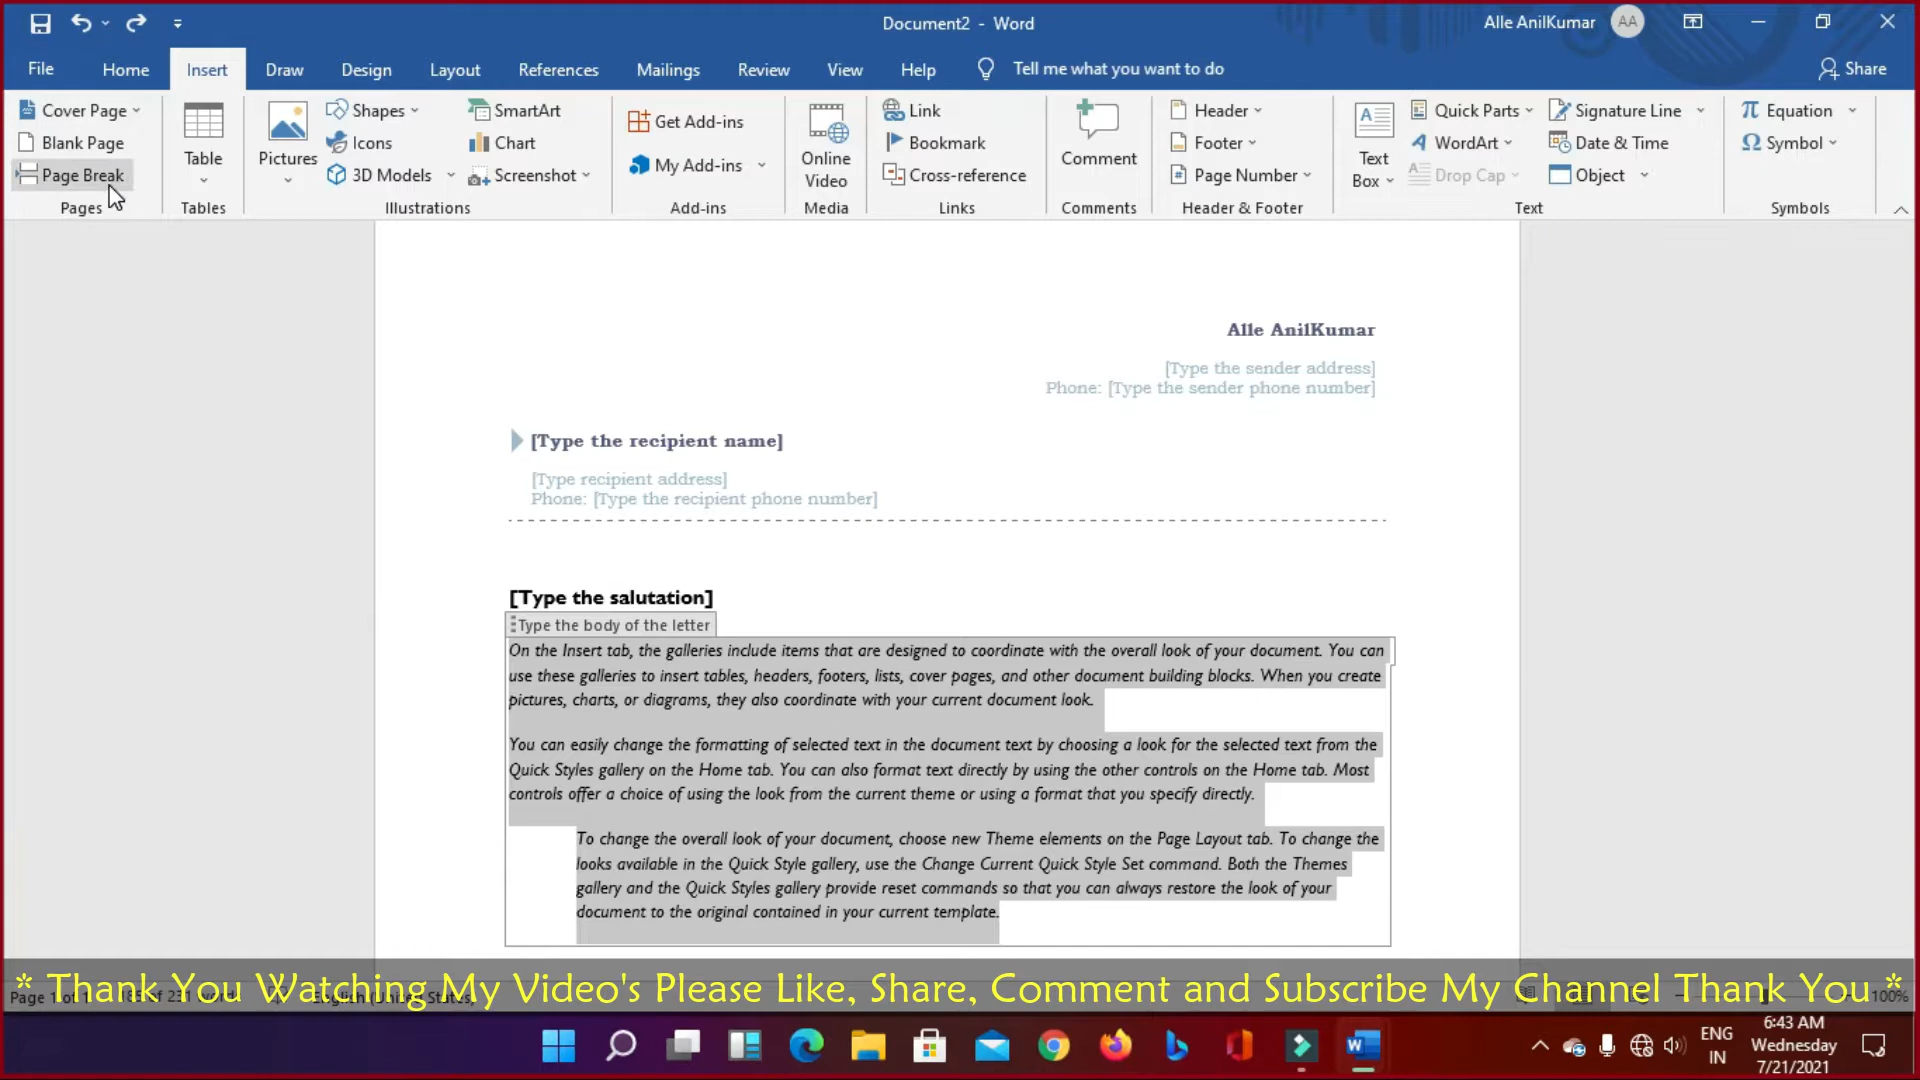 Document2 - Word
Alle AnilKumar AA
File Home Insert Draw Design Layout References Mailings Review View Help Tell me what you want to do Share
Cover Page
Blank Page
Page Break
Pages
Table
Tables
Pictures
Shapes
Icons
3D Models
SmartArt
Chart
Screenshot
Illustrations
Get Add-ins
My Add-ins
Add-ins
Online
Video
Media
Link
Bookmark
Cross-reference
Links
Comment
Comments
Header
Footer
Page Number
Header & Footer
Text
Box
Quick Parts
WordArt
Drop Cap
Signature Line
Date & Time
Object
Text
Equation
Symbol
Symbols
Alle AnilKumar
[Type the sender address]
Phone: [Type the sender phone number]
[Type the recipient name]
[Type recipient address]
Phone: [Type the recipient phone number]
[Type the salutation]
Type the body of the letter
On the Insert tab, the galleries include items that are designed to coordinate with the overall look of your document. You can
use these galleries to insert tables, headers, footers, lists, cover pages, and other document building blocks. When you create
pictures, charts, or diagrams, they also coordinate with your current document look.
You can easily change the formatting of selected text in the document text by choosing a look for the selected text from the
Quick Styles gallery on the Home tab. You can also format text directly by using the other controls on the Home tab. Most
controls offer a choice of using the look from the current theme or using a format that you specify directly.
To change the overall look of your document, choose new Theme elements on the Page Layout tab. To change the
looks available in the Quick Style gallery, use the Change Current Quick Style Set command. Both the Themes
gallery and the Quick Styles gallery provide reset commands so that you can always restore the look of your
document to the original contained in your current template.
* Thank You Watching My Video's Please Like, Share, Comment and Subscribe My Channel Thank You *
Page 1 of 1 185 of 231 words English (United States) 100%
ENG
IN
6:43 AM
Wednesday
7/21/2021